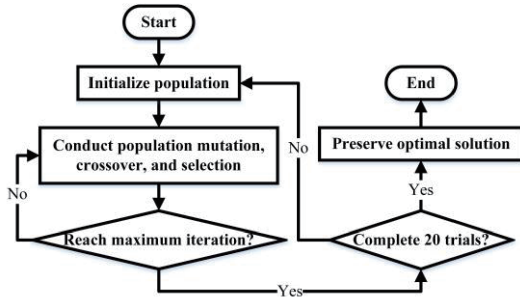 Start
Initialize population
Conduct population mutation,
crossover, and selection
No
Reach maximum iteration?
Yes
End
Preserve optimal solution
No
Yes
Complete 20 trials?